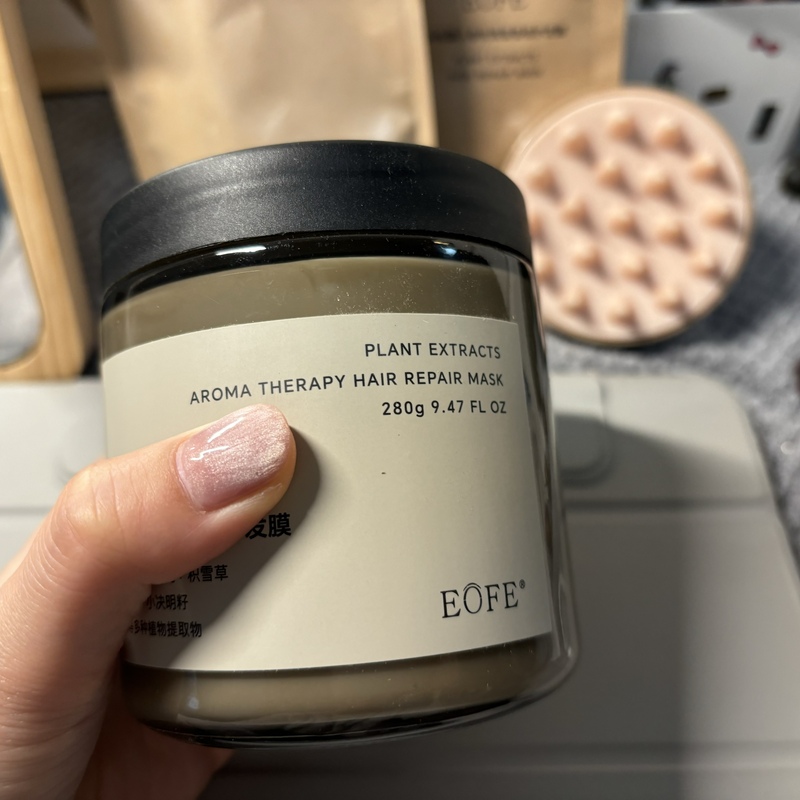 PLANT EXTRACTS
AROMA THERAPY HAIR REPAIR MASK
280g 9.47 FL OZ
发膜
积雪草
小决明籽
多种植物提取物
EOFE®